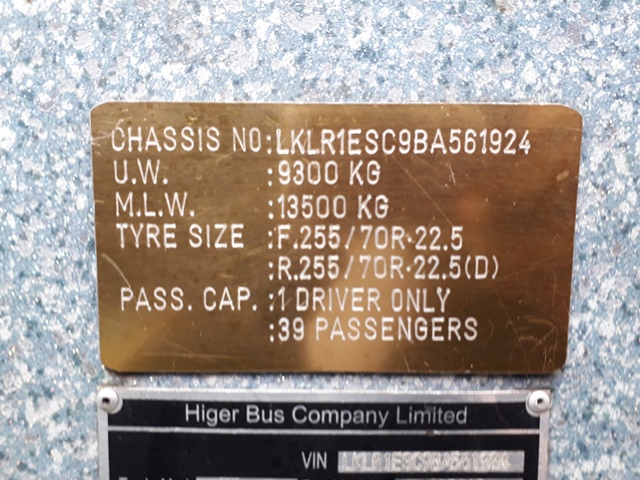 CHASSIS NO:LKLR1ESC9BA561924
U.W. :9300 KG
M.L.W. :13500 KG
TYRE SIZE :F.255/70R-22.5
:R.255/70R-22.5(D)
PASS. CAP. :1 DRIVER ONLY
:39 PASSENGERS
Higer Bus Company Limited
VIN LKLR1ESC9BA561924